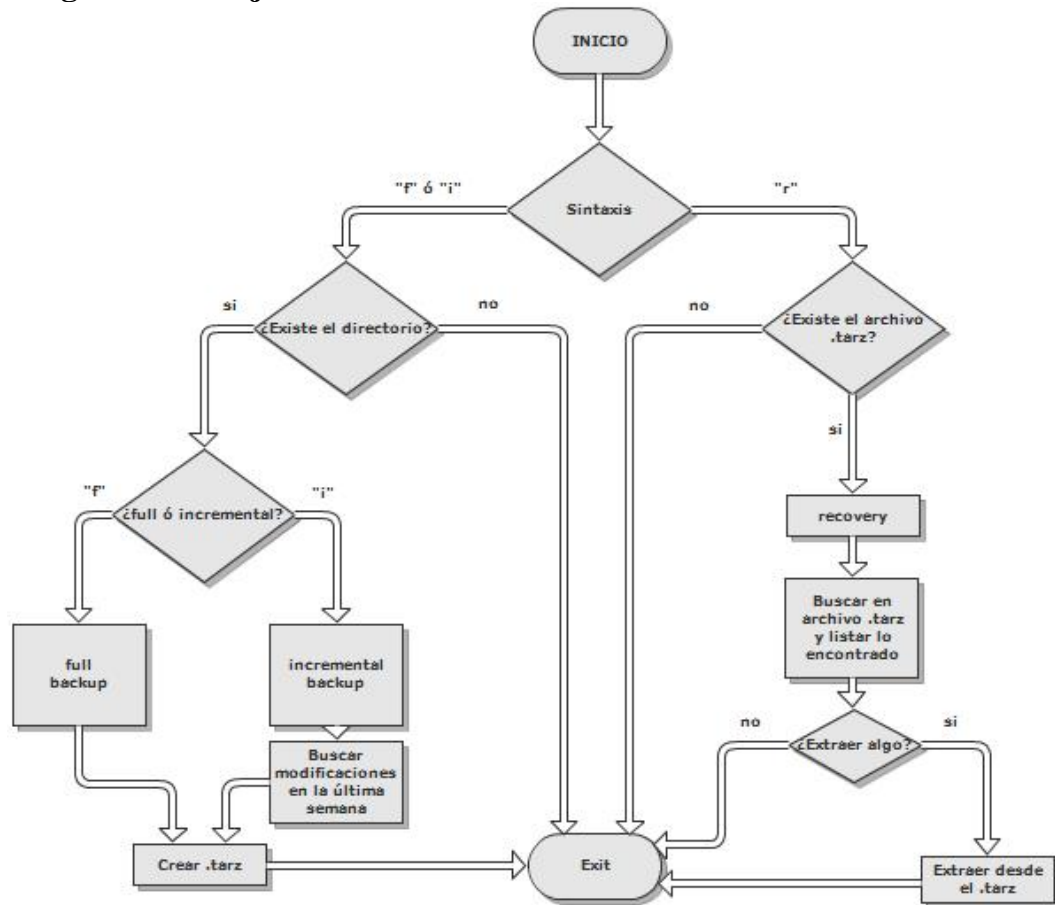 INICIO
"f" ó "i"
Sintaxis
"r"
si
¿Existe el directorio?
no
no
¿Existe el archivo
.tarz?
si
"f"
¿full ó incremental?
"i"
recovery
Buscar en
archivo .tarz
y listar lo
encontrado
full
backup
incremental
backup
no
¿Extraer algo?
si
Buscar
modificaciones
en la última
semana
Crear .tarz
Exit
Extraer desde
el .tarz